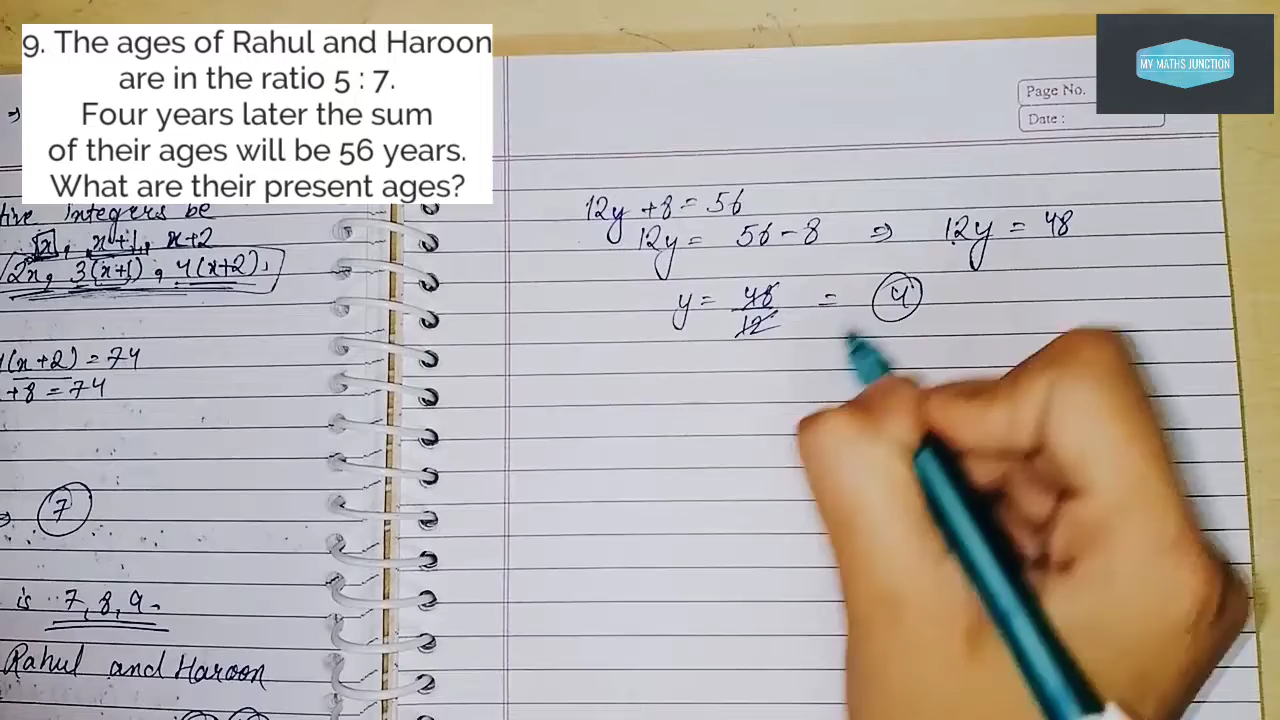 9. The ages of Rahul and Haroon
are in the ratio 5 : 7.
Four years later the sum
of their ages will be 56 years.
What are their present ages?
MY MATHS JUNCTION
Page No.
Date :
integers be
x, x+1, x+2
2x, 3(x+1), 4(x+2).
(x+2) = 74
+8 = 74
⇒ 7
is 7, 8, 9.
Rahul and Haroon
12y + 8 = 56
12y = 56 - 8 ⇒ 12y = 48
y = 48/12 = 4